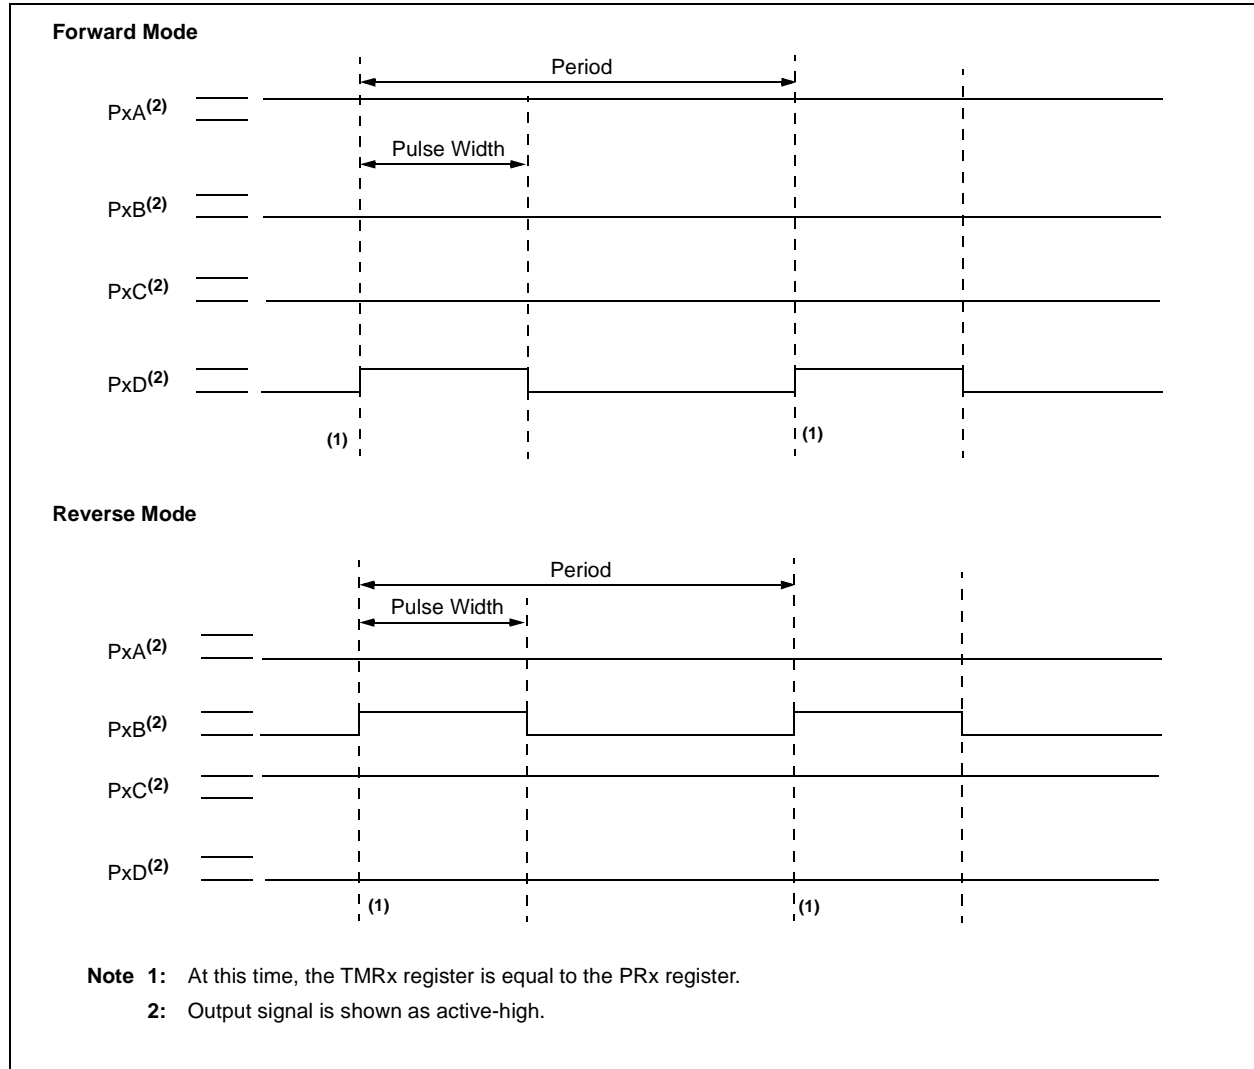 Forward Mode
Period
PxA(2)
Pulse Width
PxB(2)
PxC(2)
PxD(2)
(1)
(1)
Reverse Mode
Period
Pulse Width
PxA(2)
PxB(2)
PxC(2)
PxD(2)
(1)
(1)
Note 1: At this time, the TMRx register is equal to the PRx register.
2: Output signal is shown as active-high.